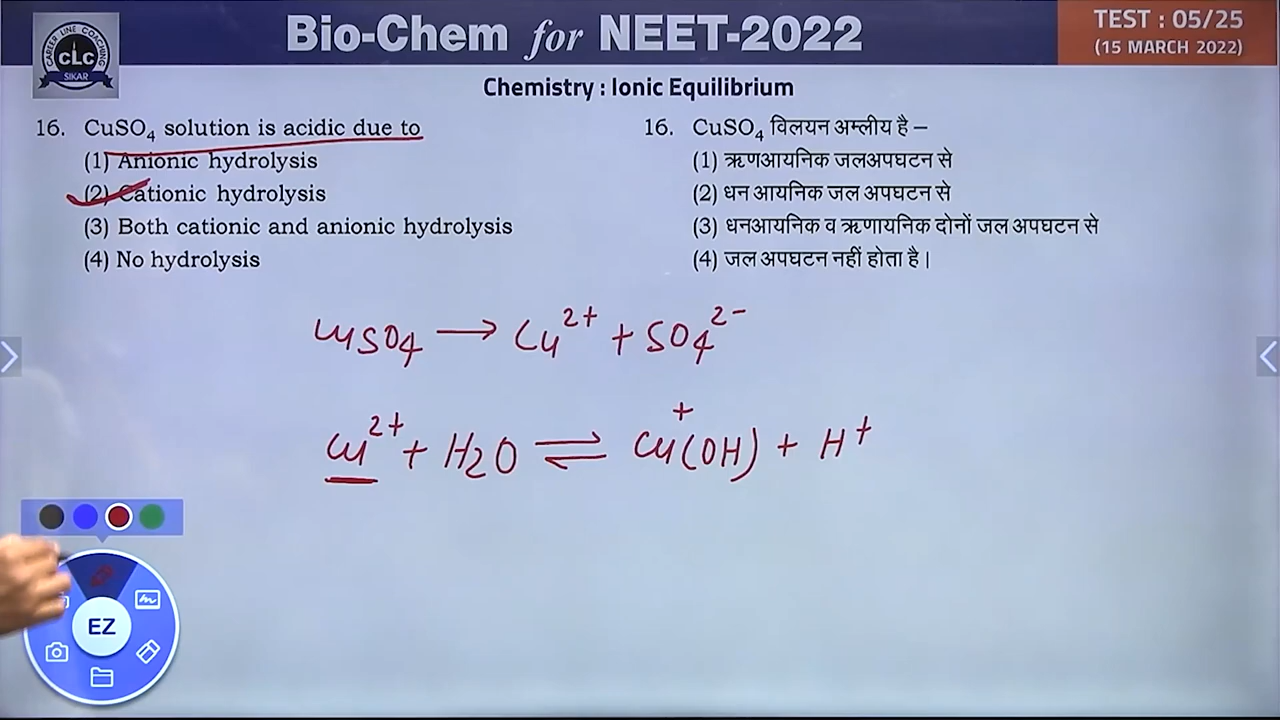 CAREER LINE COACHING
CLC
SIKAR
Bio-Chem for NEET-2022
TEST : 05/25
(15 MARCH 2022)
Chemistry : Ionic Equilibrium
16. CuSO₄ solution is acidic due to
(1) Anionic hydrolysis
(2) Cationic hydrolysis
(3) Both cationic and anionic hydrolysis
(4) No hydrolysis
16. CuSO₄ विलयन अम्लीय है –
(1) ऋणआयनिक जलअपघटन से
(2) धन आयनिक जल अपघटन से
(3) धनआयनिक व ऋणायनिक दोनों जल अपघटन से
(4) जल अपघटन नहीं होता है।
CuSO4 → Cu²⁺ + SO4²⁻
Cu²⁺ + H2O ⇌ Cu(OH)⁺ + H⁺
EZ